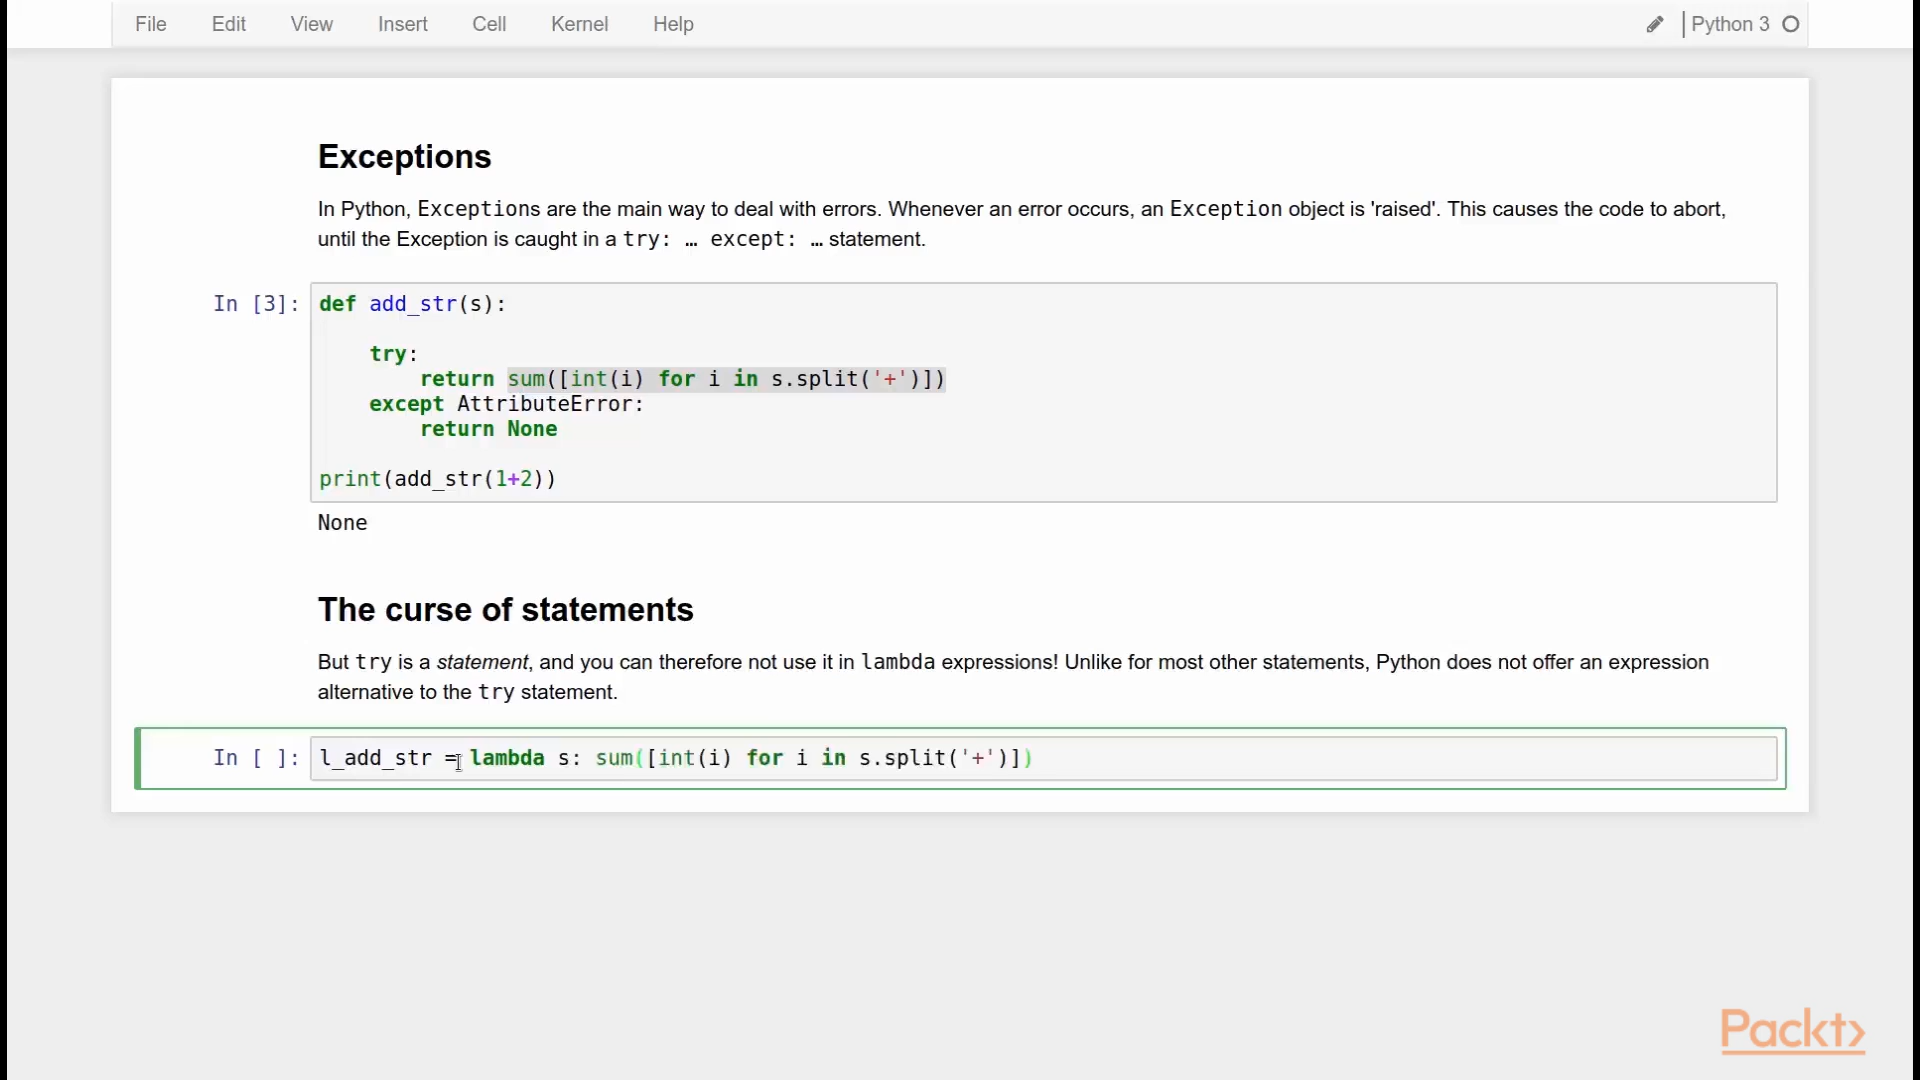 File Edit View Insert Cell Kernel Help Python 3
Exceptions
In Python, Exceptions are the main way to deal with errors. Whenever an error occurs, an Exception object is 'raised'. This causes the code to abort,
until the Exception is caught in a try: … except: … statement.
In [3]: def add_str(s):
try:
return sum([int(i) for i in s.split('+')])
except AttributeError:
return None
print(add_str(1+2))
None
The curse of statements
But try is a statement, and you can therefore not use it in lambda expressions! Unlike for most other statements, Python does not offer an expression
alternative to the try statement.
In [ ]: l_add_str = lambda s: sum([int(i) for i in s.split('+')])
Packt>